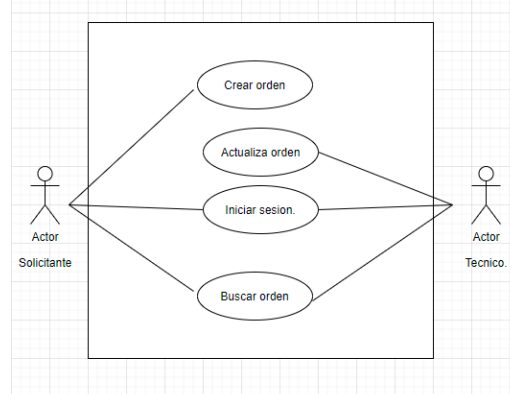 Crear orden
Actualiza orden
Iniciar sesion.
Buscar orden
Actor
Solicitante
Actor
Tecnico.